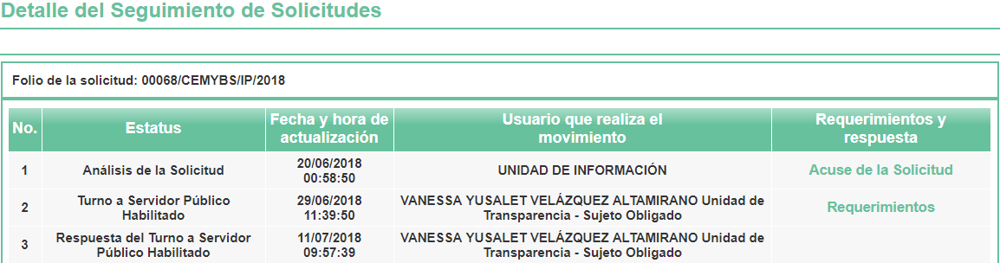 Detalle del Seguimiento de Solicitudes
Folio de la solicitud: 00068/CEMYBS/IP/2018
No. Estatus Fecha y hora de actualización Usuario que realiza el movimiento Requerimientos y respuesta
1 Análisis de la Solicitud 20/06/2018 00:58:50 UNIDAD DE INFORMACIÓN Acuse de la Solicitud
2 Turno a Servidor Público Habilitado 29/06/2018 11:39:50 VANESSA YUSALET VELÁZQUEZ ALTAMIRANO Unidad de Transparencia - Sujeto Obligado Requerimientos
3 Respuesta del Turno a Servidor Público Habilitado 11/07/2018 09:57:39 VANESSA YUSALET VELÁZQUEZ ALTAMIRANO Unidad de Transparencia - Sujeto Obligado